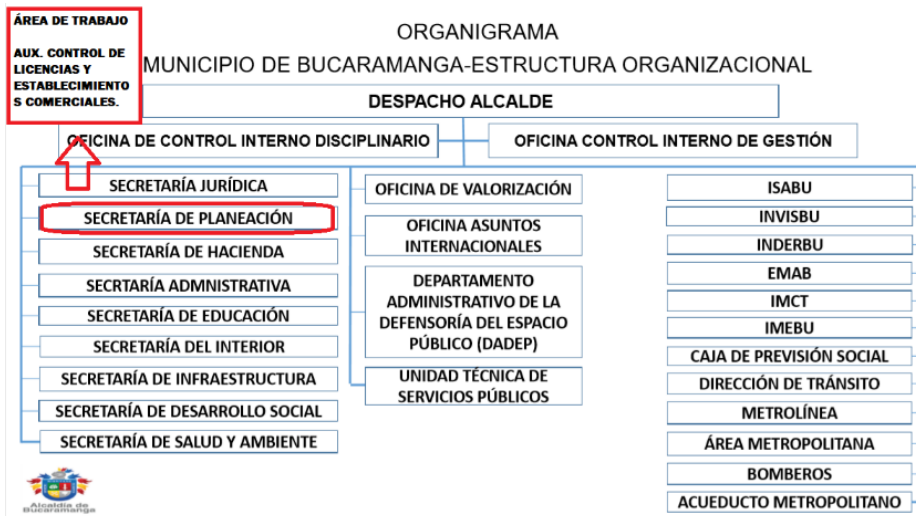 ÁREA DE TRABAJO
AUX. CONTROL DE
LICENCIAS Y
ESTABLECIMIENTO
S COMERCIALES.
ORGANIGRAMA
MUNICIPIO DE BUCARAMANGA-ESTRUCTURA ORGANIZACIONAL
DESPACHO ALCALDE
OFICINA DE CONTROL INTERNO DISCIPLINARIO
OFICINA CONTROL INTERNO DE GESTIÓN
SECRETARÍA JURÍDICA
SECRETARÍA DE PLANEACIÓN
SECRETARÍA DE HACIENDA
SECRTARÍA ADMNISTRATIVA
SECRETARÍA DE EDUCACIÓN
SECRETARÍA DEL INTERIOR
SECRETARÍA DE INFRAESTRUCTURA
SECRETARÍA DE DESARROLLO SOCIAL
SECRETARÍA DE SALUD Y AMBIENTE
OFICINA DE VALORIZACIÓN
OFICINA ASUNTOS
INTERNACIONALES
DEPARTAMENTO
ADMINISTRATIVO DE LA
DEFENSORÍA DEL ESPACIO
PÚBLICO (DADEP)
UNIDAD TÉCNICA DE
SERVICIOS PÚBLICOS
ISABU
INVISBU
INDERBU
EMAB
IMCT
IMEBU
CAJA DE PREVISIÓN SOCIAL
DIRECCIÓN DE TRÁNSITO
METROLÍNEA
ÁREA METROPOLITANA
BOMBEROS
ACUEDUCTO METROPOLITANO
Alcaldía de
Bucaramanga